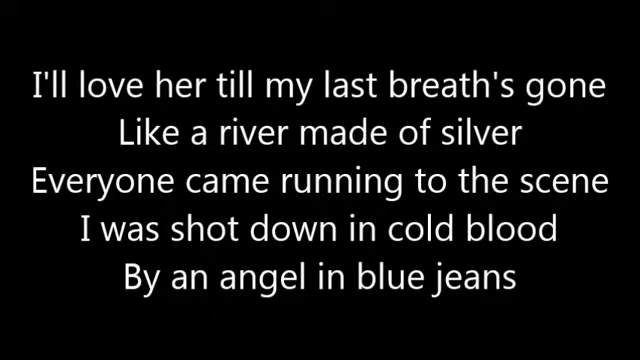 I'll love her till my last breath's gone
Like a river made of silver
Everyone came running to the scene
I was shot down in cold blood
By an angel in blue jeans